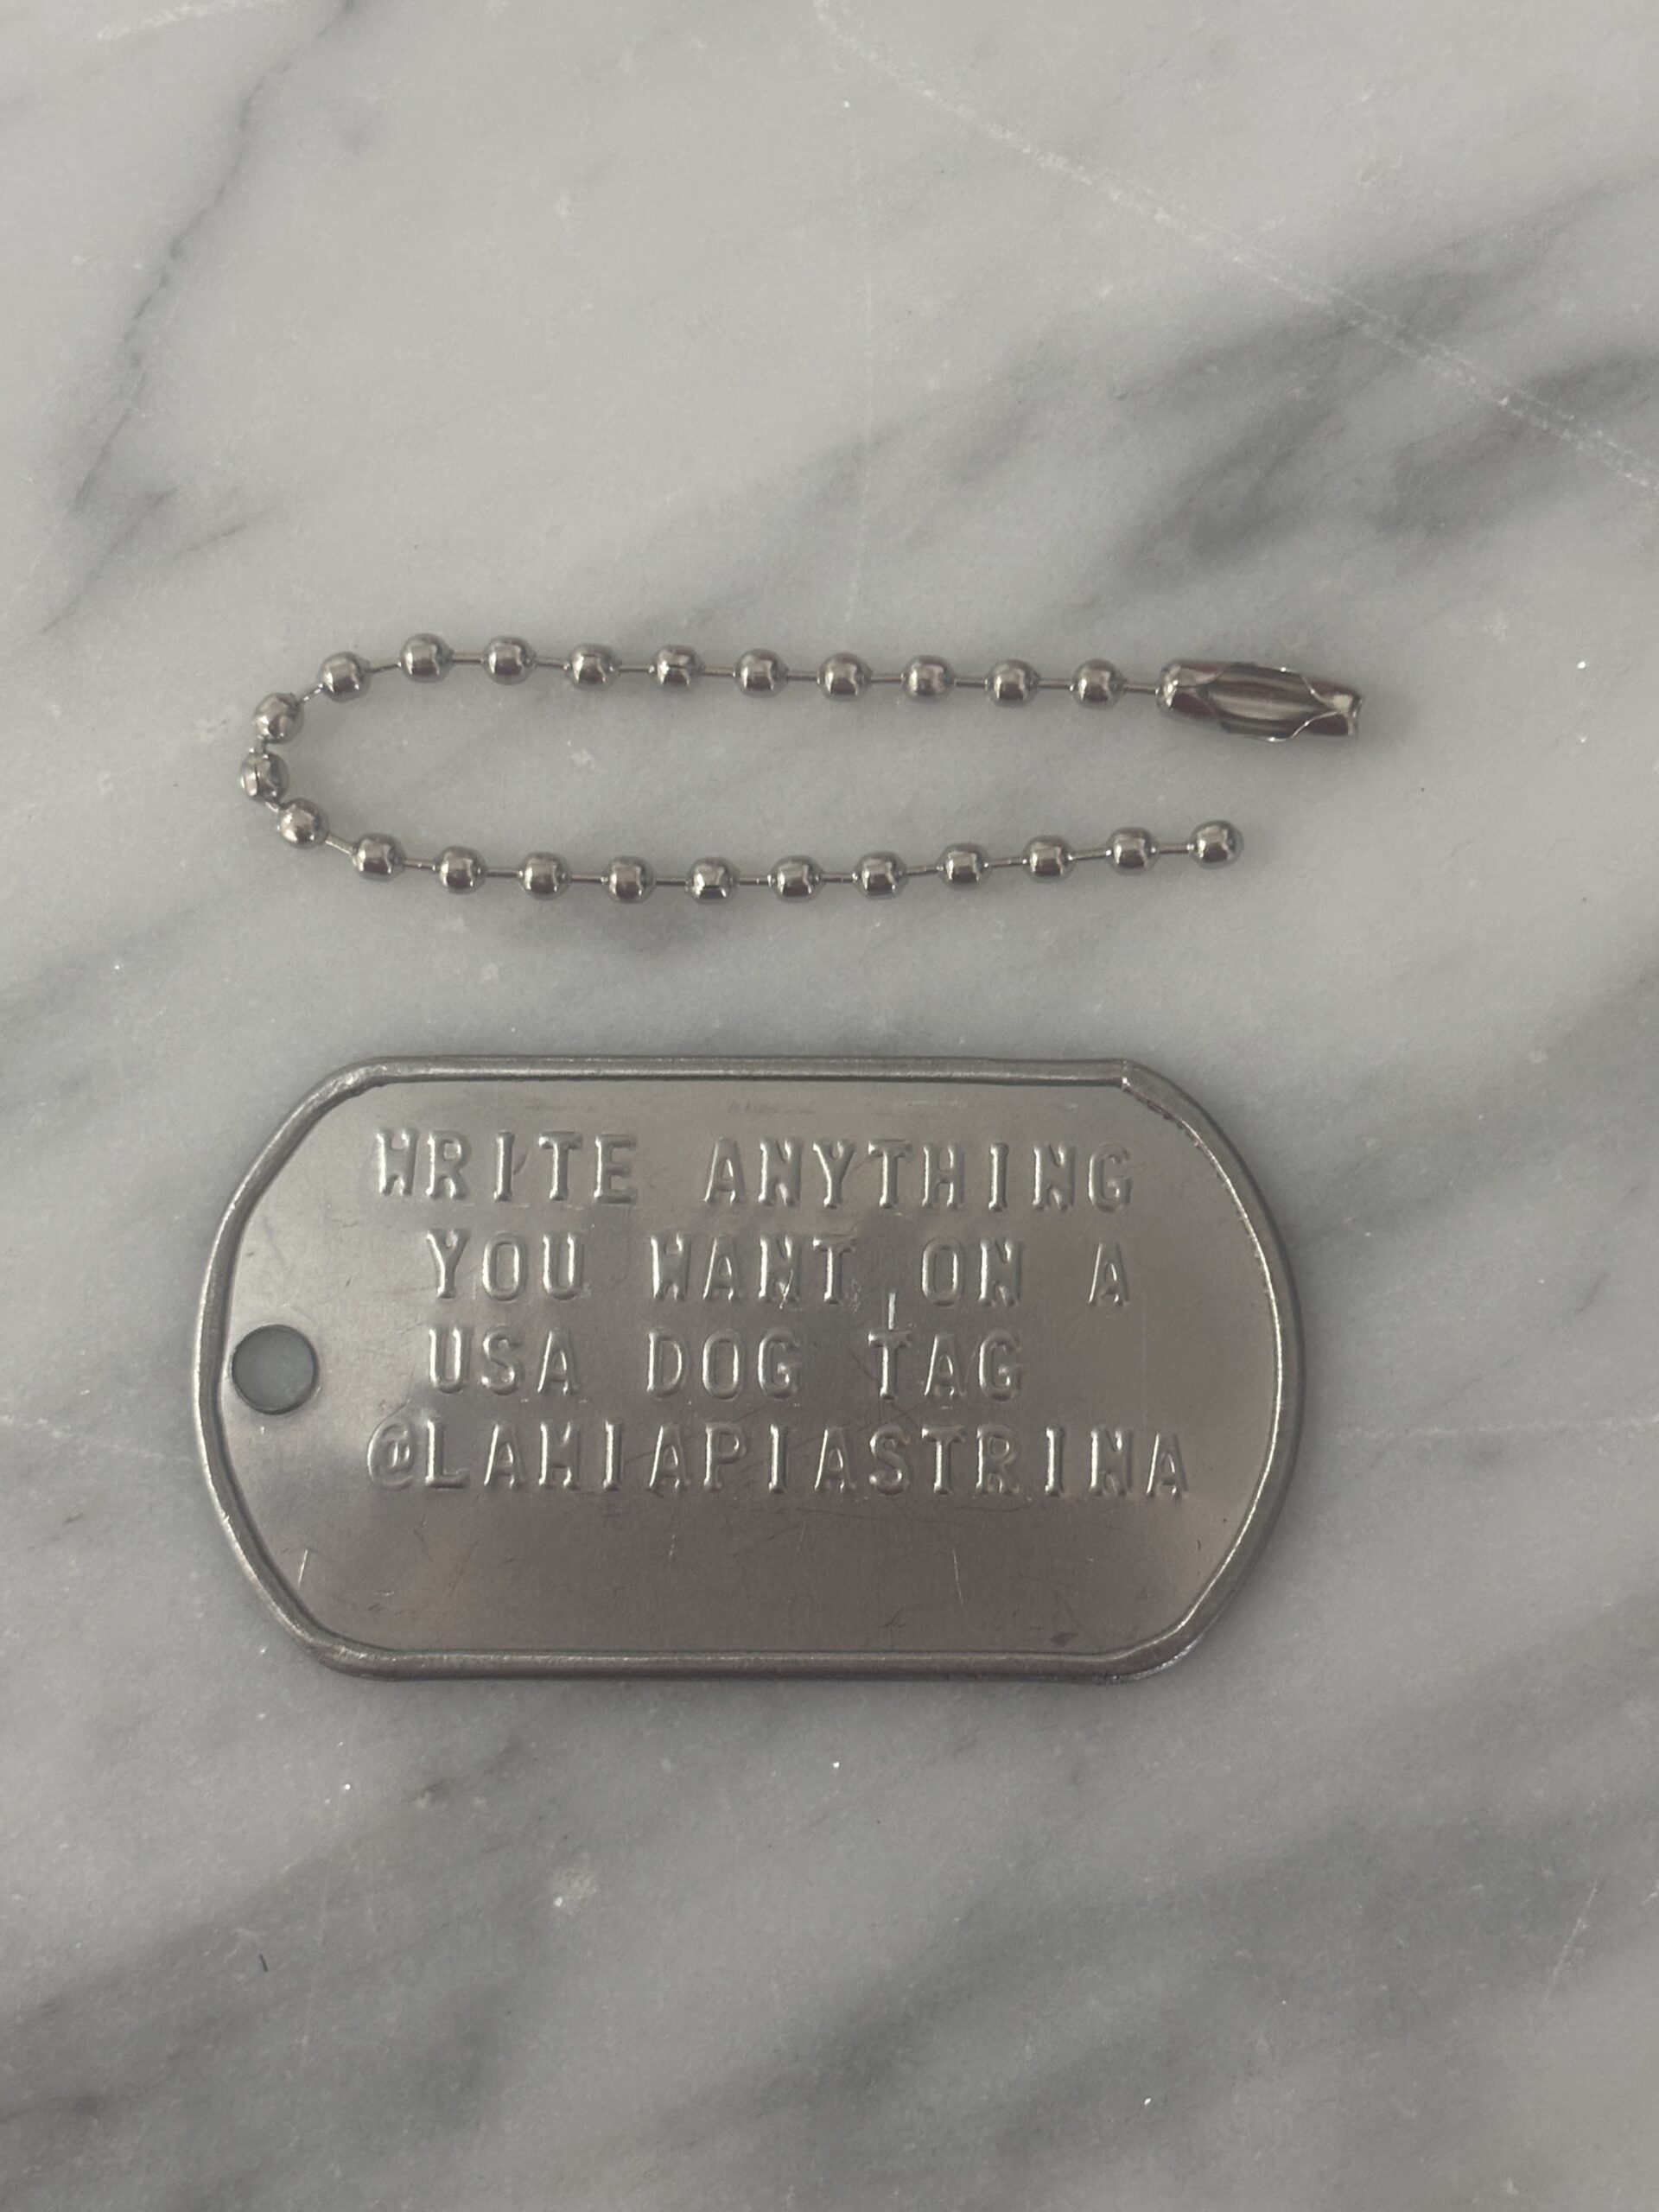 WRITE ANYTHING
YOU WANT ON A
USA DOG TAG
@LAMIAPIASTRINA